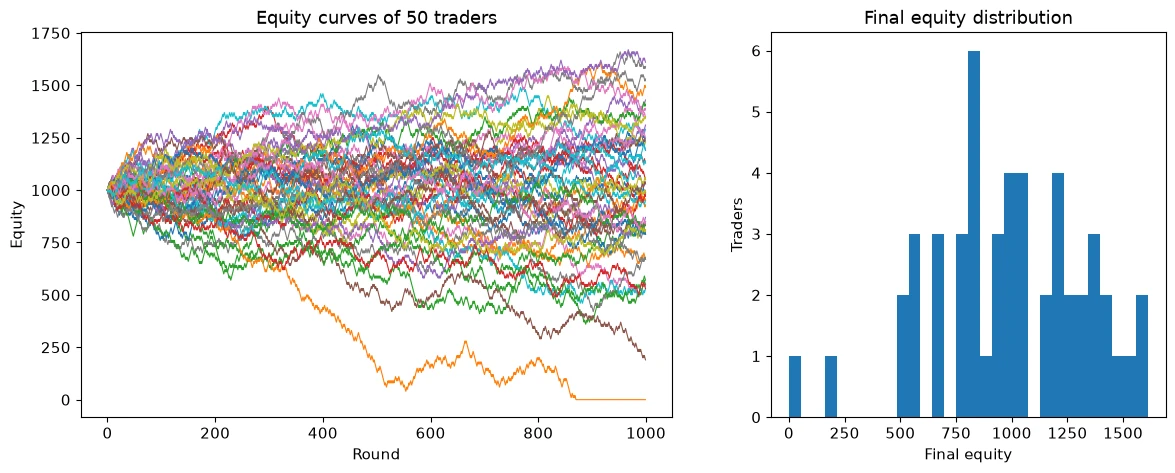 Equity curves of 50 traders
1750
1500
1250
1000
750
500
250
0
Equity
0 200 400 600 800 1000
Round
Final equity distribution
6
5
4
3
2
1
0
Traders
0 250 500 750 1000 1250 1500
Final equity